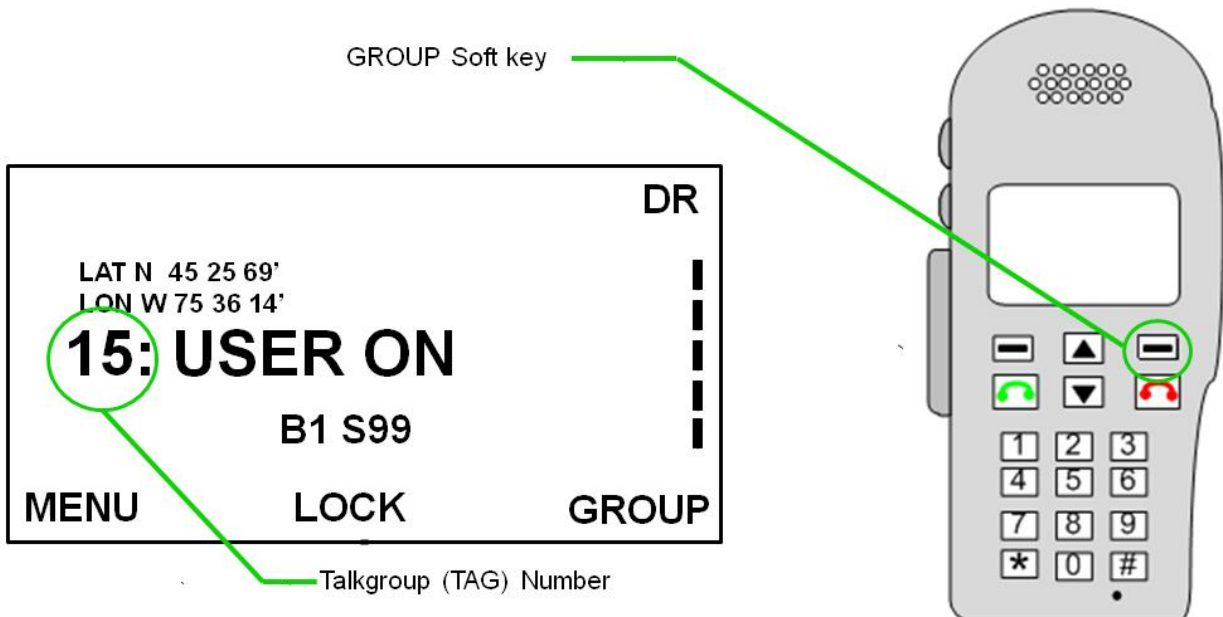 GROUP Soft key
DR
LAT N 45 25 69'
LON W 75 36 14'
15: USER ON
B1 S99
MENU LOCK GROUP
Talkgroup (TAG) Number
1 2 3
4 5 6
7 8 9
* 0 #